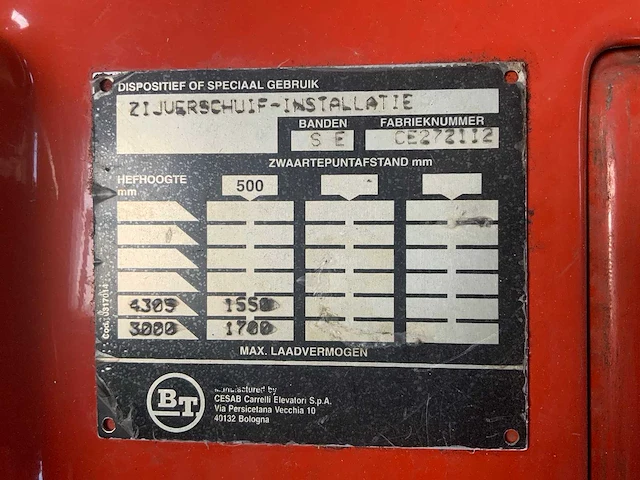 DISPOSITIEF OF SPECIAAL GEBRUIK
ZIJVERSCHUIF-INSTALLATIE
BANDEN FABRIEKNUMMER
S E CE272112
ZWAARTEPUNTAFSTAND mm
HEFHOOGTE
mm
500
4305 1550
3000 1700
MAX. LAADVERMOGEN
BT
Manufactured by
CESAB Carrelli Elevatori S.p.A.
Via Persicetana Vecchia 10
40132 Bologna